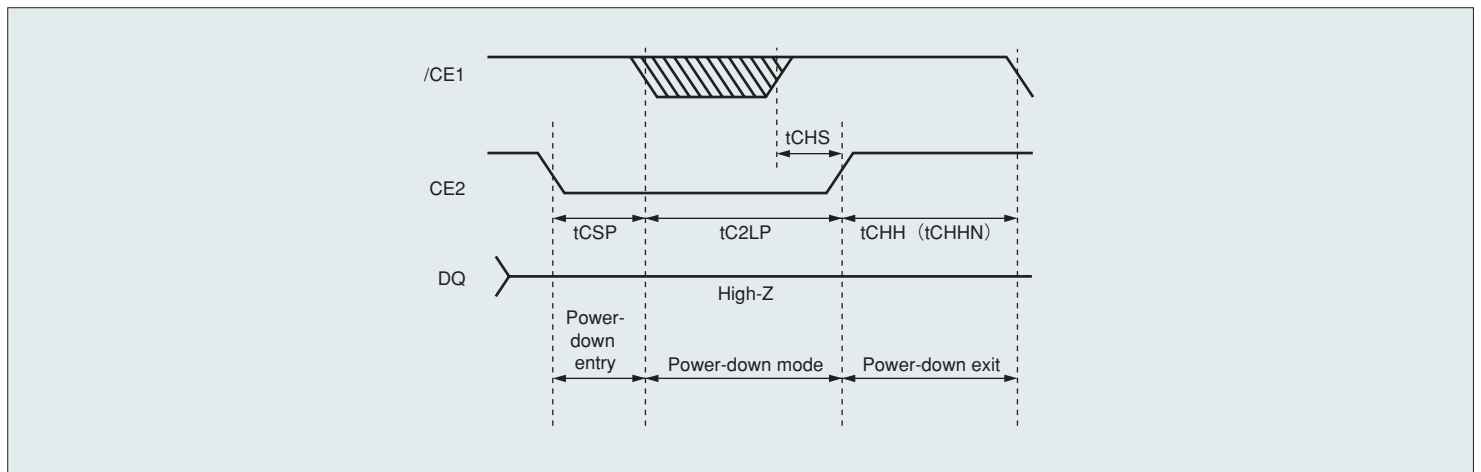 /CE1
tCHS
CE2
tCSP
tC2LP
tCHH（tCHHN）
DQ
High-Z
Power-
down
entry
Power-down mode
Power-down exit